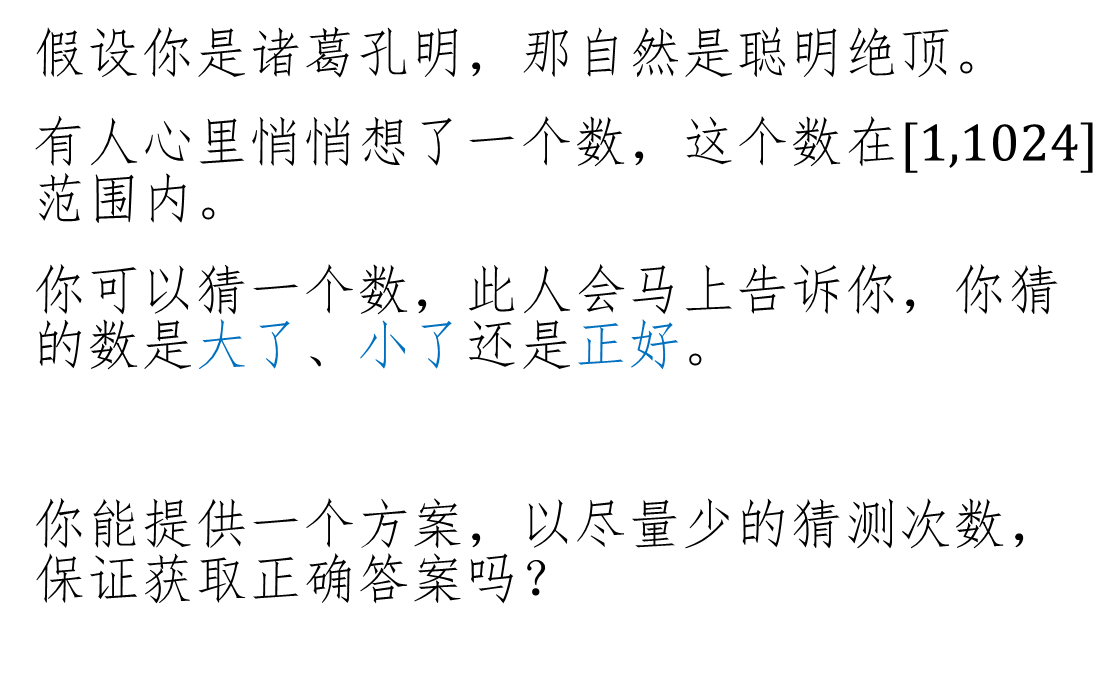 假设你是诸葛孔明，那自然是聪明绝顶。
有人心里悄悄想了一个数，这个数在[1,1024]
范围内。
你可以猜一个数，此人会马上告诉你，你猜
的数是大了、小了还是正好。
你能提供一个方案，以尽量少的猜测次数，
保证获取正确答案吗？